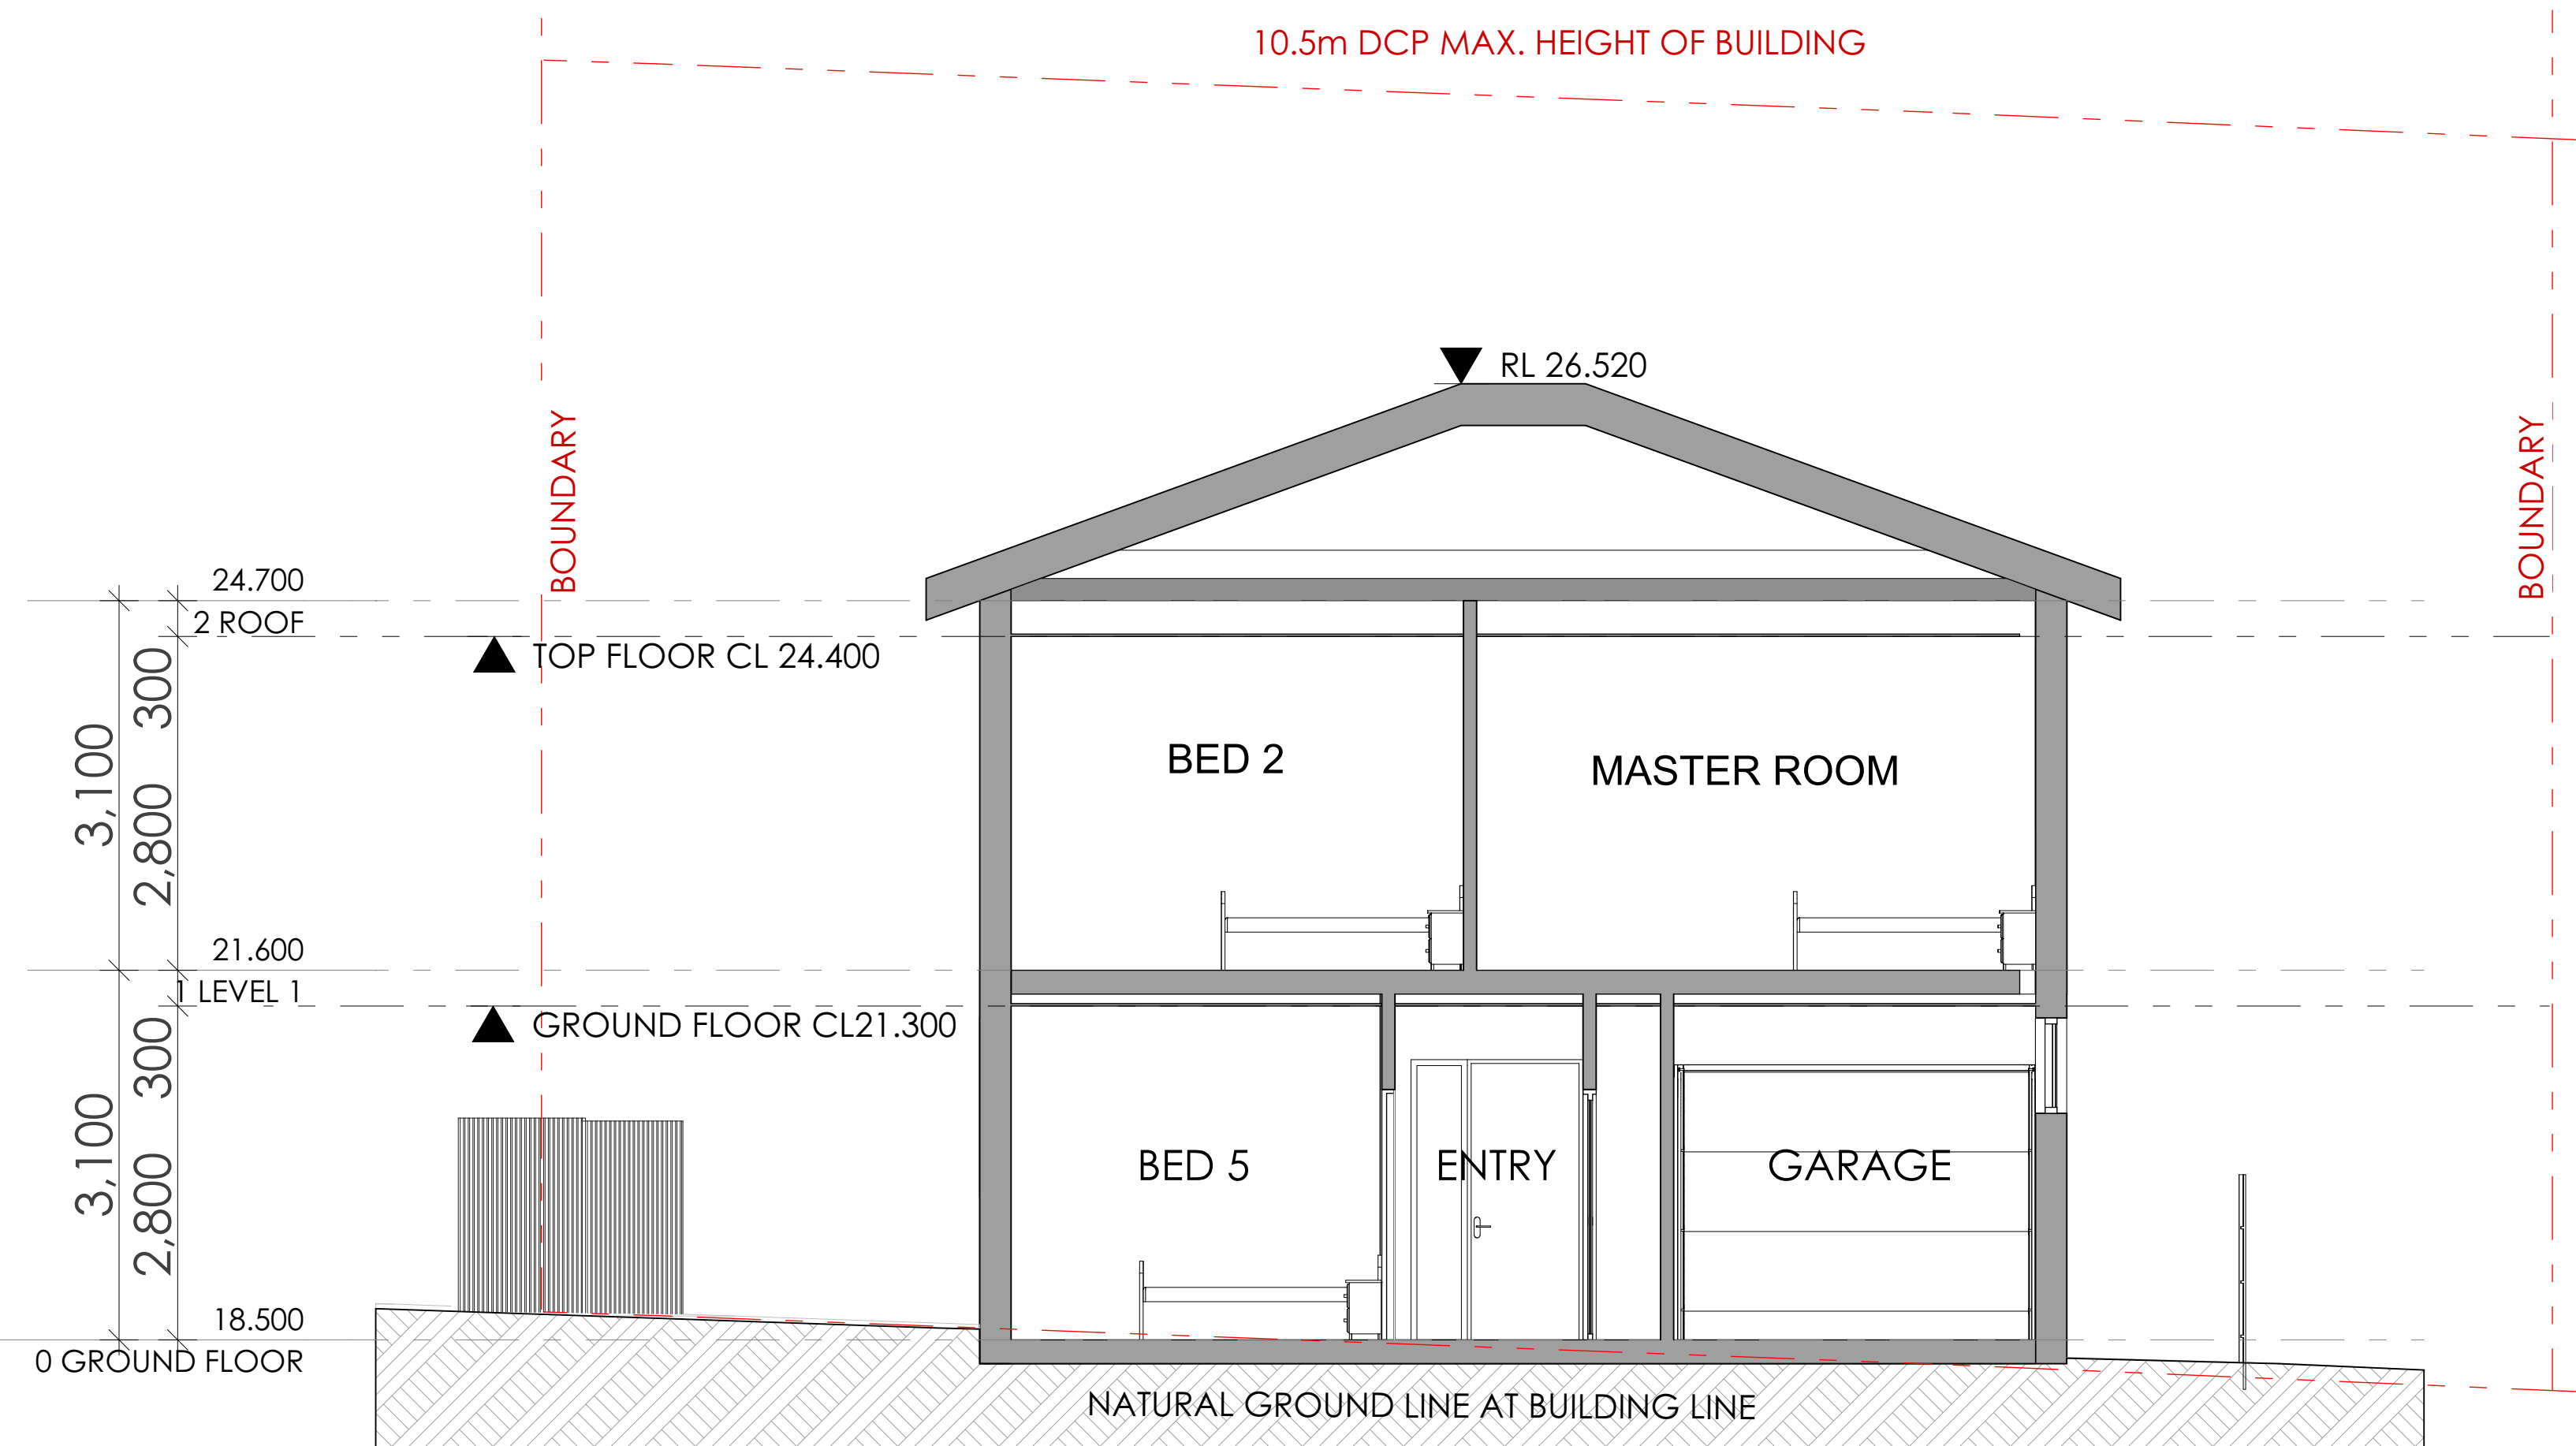 10.5m DCP MAX. HEIGHT OF BUILDING
RL 26.520
BOUNDARY
BOUNDARY
24.700
2 ROOF
TOP FLOOR CL 24.400
300
3,100
2,800
BED 2
MASTER ROOM
21.600
1 LEVEL 1
GROUND FLOOR CL21.300
300
3,100
2,800
BED 5
ENTRY
GARAGE
18.500
0 GROUND FLOOR
NATURAL GROUND LINE AT BUILDING LINE